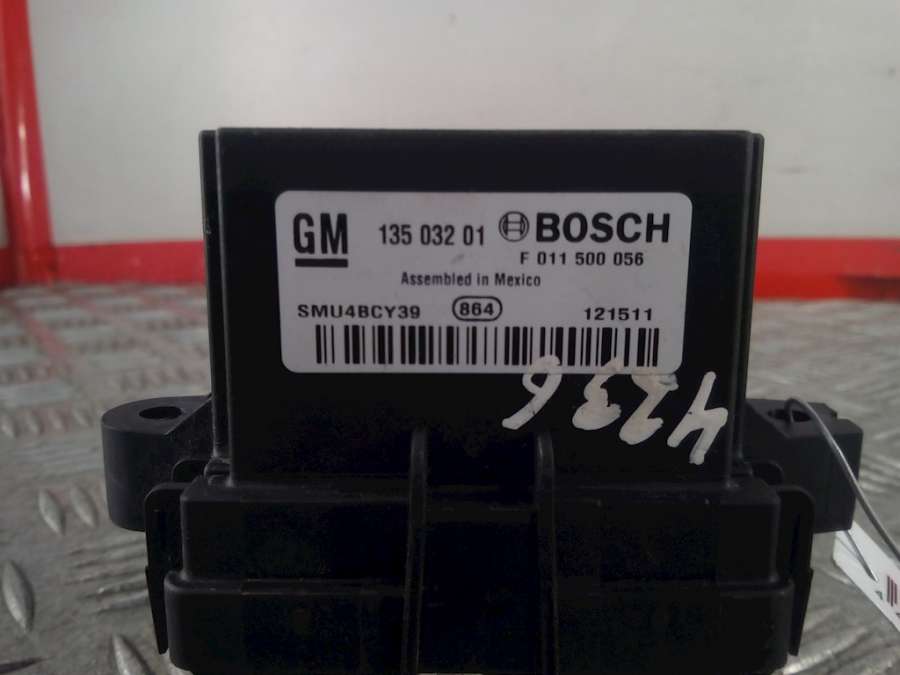 GM 135 032 01 BOSCH
F 011 500 056
Assembled in Mexico
SMU4BCY39 864 121511
4236